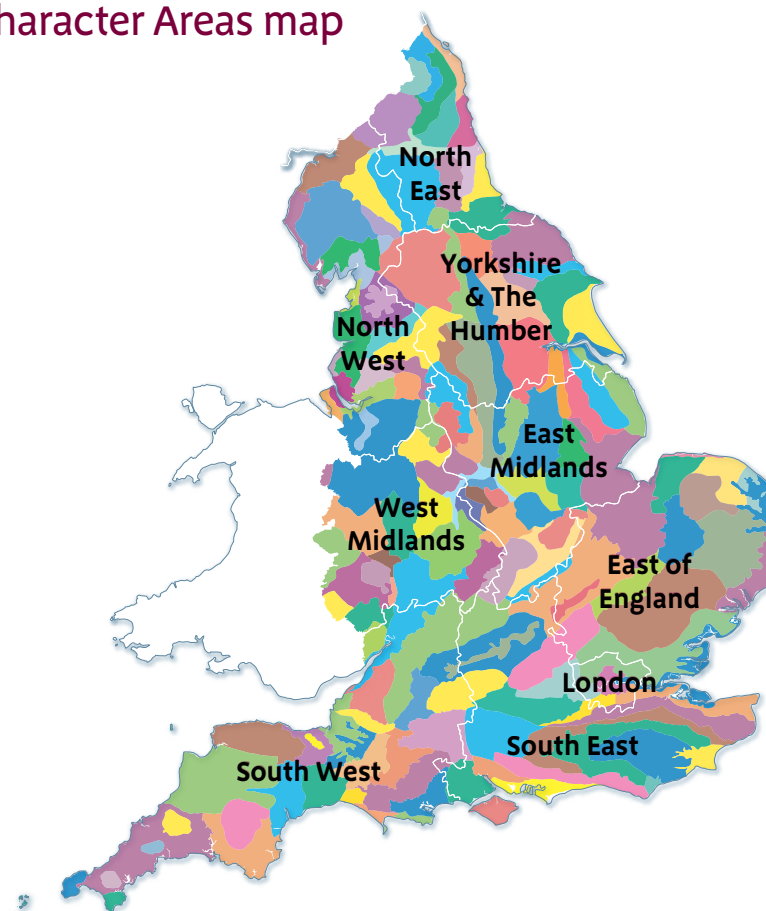 haracter Areas map
North
East
Yorkshire
& The
Humber
North
West
East
Midlands
West
Midlands
East of
England
London
South East
South West